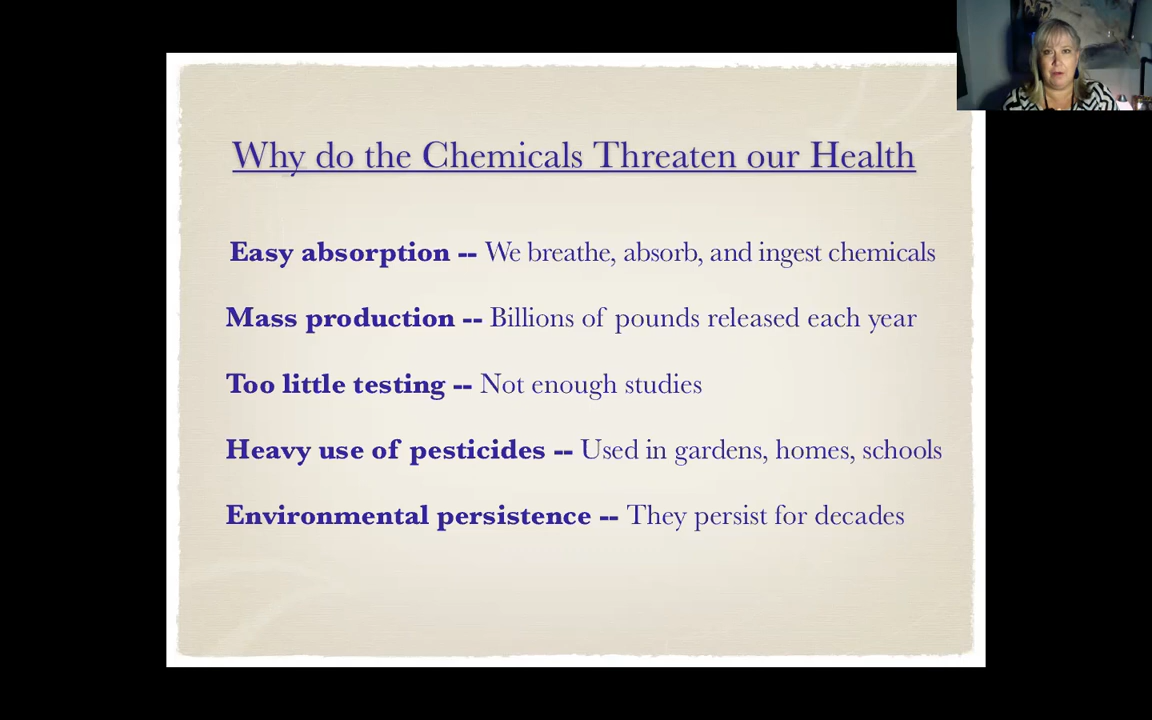 Why do the Chemicals Threaten our Health
Easy absorption -- We breathe, absorb, and ingest chemicals
Mass production -- Billions of pounds released each year
Too little testing -- Not enough studies
Heavy use of pesticides -- Used in gardens, homes, schools
Environmental persistence -- They persist for decades